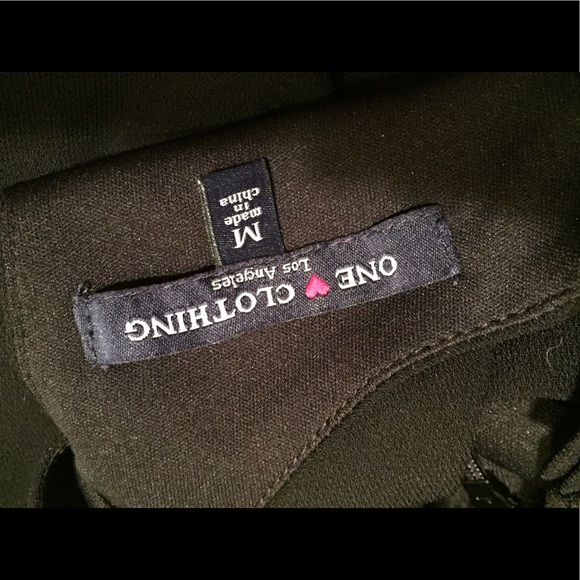 ONE ♥ CLOTHING
Los Angeles
M
made
in
china